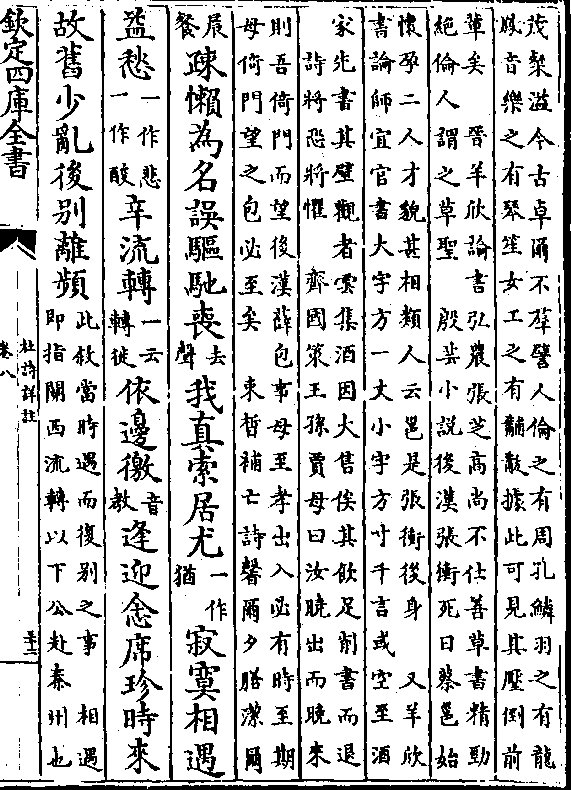 茂槃溢今古卓爾不羣譬人倫之有周孔鱗羽之有龍
鳳音樂之有琴笙女工之有黼黻據此可見其壓倒前
輩矣　晉羊欣論書弘農張芝高尚不仕善草書精勁
絶倫人謂之草聖　殷芸小説後漢張衡死日蔡邕始
懷孕二人才貌甚相類人云邕是張衡後身　又羊欣
書論師宜官書大字方一丈小字方寸千言或空至酒
家先書其壁觀者雲集酒因大售俟其飲足削書而退
詩將恐將懼　齊國策王孫賈母曰汝曉出而晚來
則吾倚門而望後漢薛包事母至孝出入必有時至期
母倚門望之包必至矣　束晳補亡詩馨爾夕膳潔爾
晨餐疎懶為名誤驅馳喪去聲我真索居尤一作猶寂寞相遇
益愁一作悲一作酸辛流轉一云轉徙依邊徼音教逢迎念席珍時來
故舊少亂後别離頻此敘當時遇而復别之事　相遇即指關西流轉以下公赴秦州也
欽定四庫全書
杜詩詳註
卷八